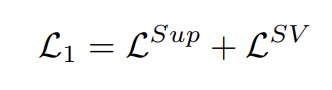 ℒ₁ = ℒ^{Sup} + ℒ^{SV}